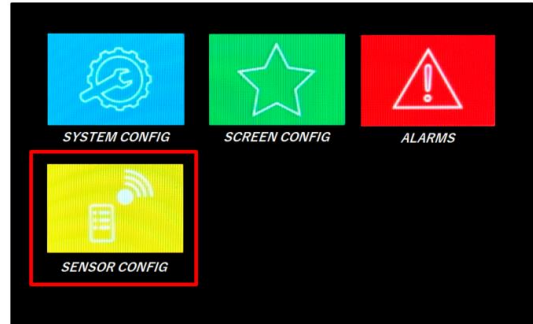 SYSTEM CONFIG
SCREEN CONFIG
ALARMS
SENSOR CONFIG